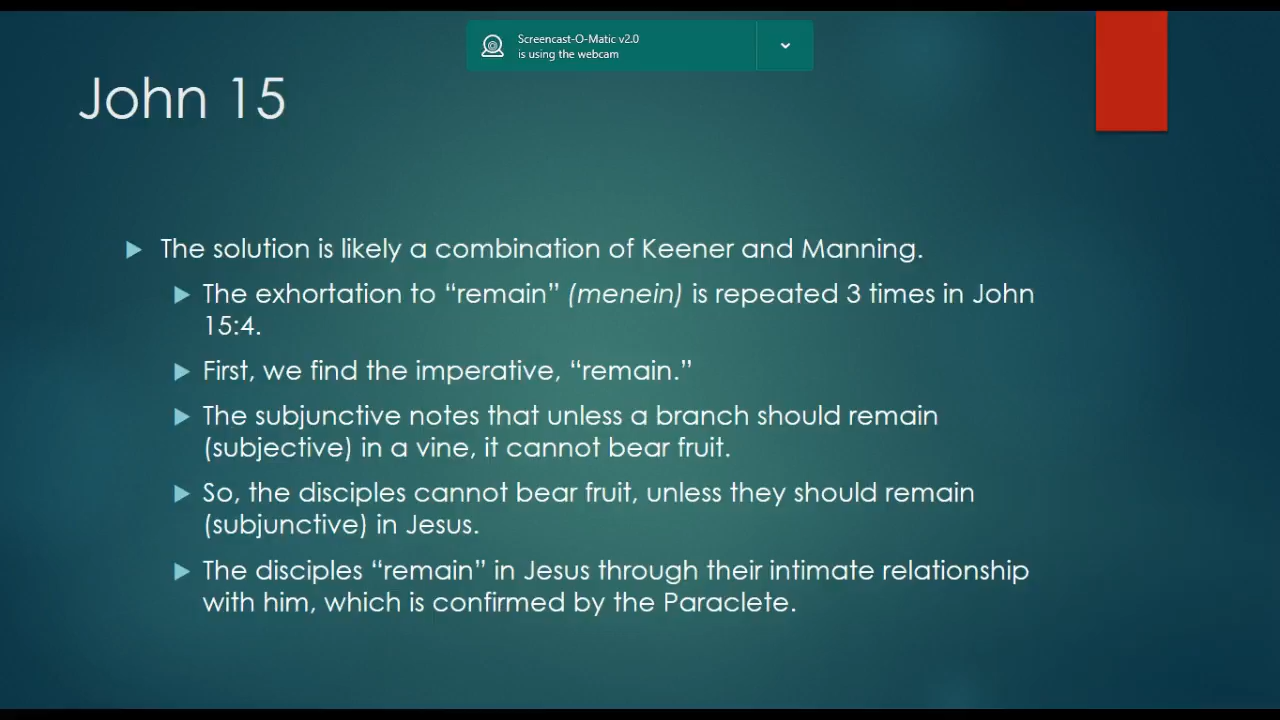 Screencast-O-Matic v2.0
is using the webcam
John 15
The solution is likely a combination of Keener and Manning.
The exhortation to “remain” (menein) is repeated 3 times in John
15:4.
First, we find the imperative, “remain.”
The subjunctive notes that unless a branch should remain
(subjective) in a vine, it cannot bear fruit.
So, the disciples cannot bear fruit, unless they should remain
(subjunctive) in Jesus.
The disciples “remain” in Jesus through their intimate relationship
with him, which is confirmed by the Paraclete.